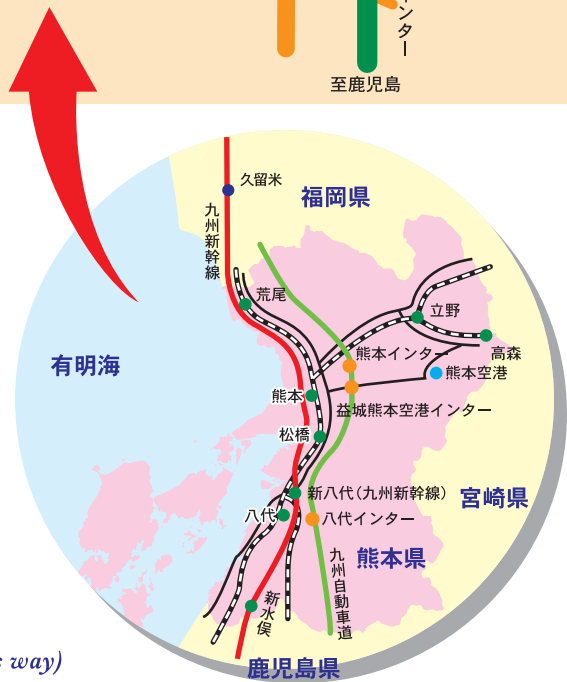 ンター
至鹿児島
久留米
福岡県
九州新幹線
荒尾
立野
熊本インター
高森
有明海
熊本空港
熊本
益城熊本空港インター
松橋
新八代（九州新幹線）
宮崎県
八代
八代インター
九州自動車道
熊本県
新水俣
way)
鹿児島県